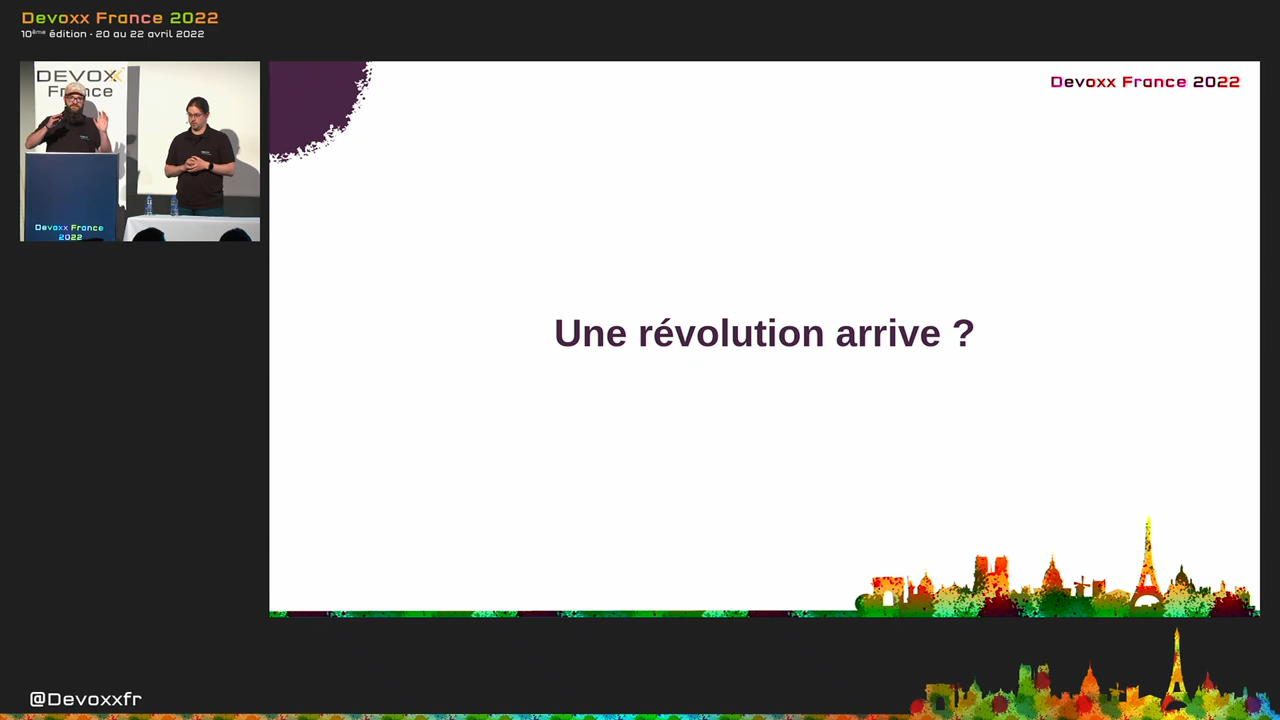 Devoxx France 2022
10ème édition - 20 au 22 avril 2022
DEVOXX
France
Devoxx France
2022
Devoxx France 2022
Une révolution arrive ?
@Devoxxfr